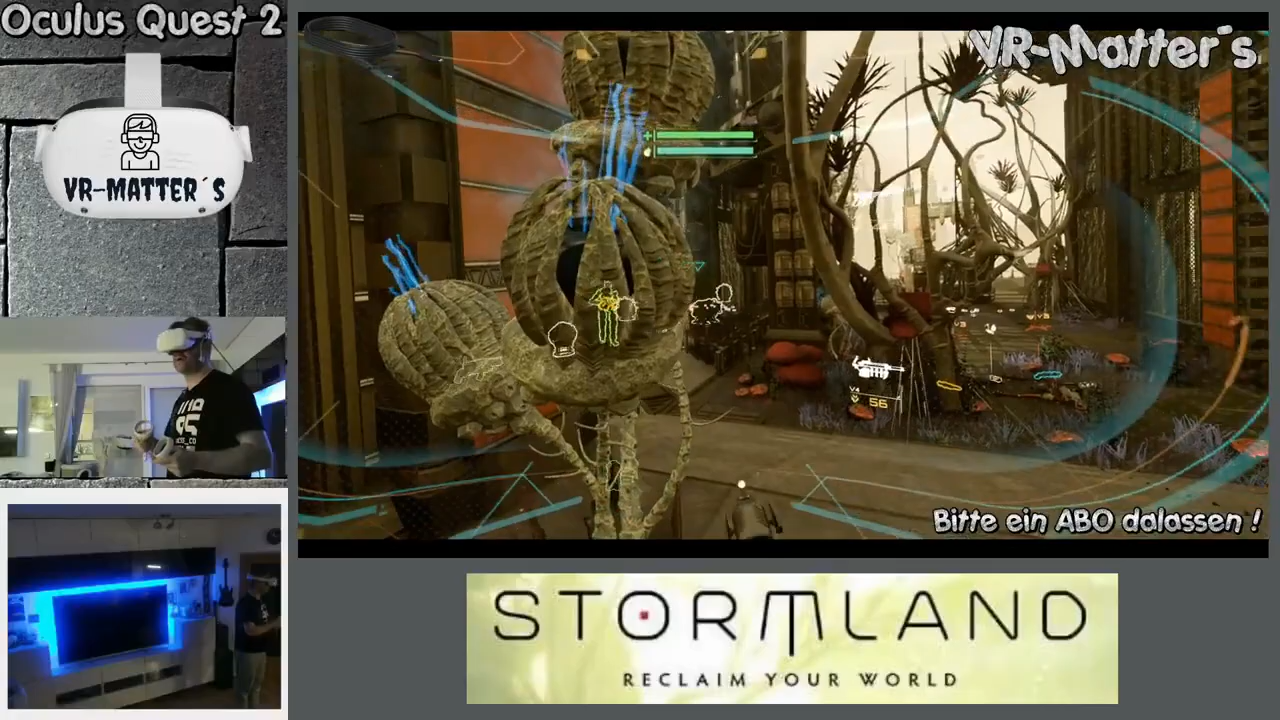 Oculus Quest 2
VR-Matter´s
VR-MATTER´S
56
Bitte ein ABO dalassen !
STORMLAND
RECLAIM YOUR WORLD